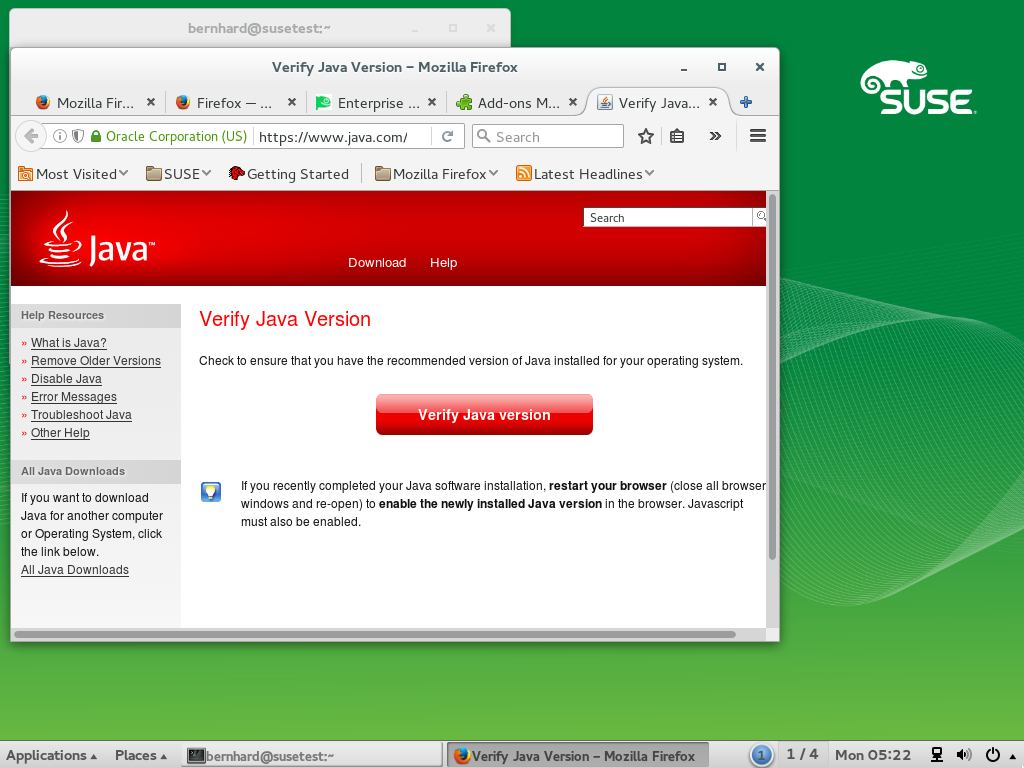 bernhard@susetest:~
Verify Java Version – Mozilla Firefox
Mozilla Fir... Firefox — ... Enterprise ... Add-ons M... Verify Java...
Oracle Corporation (US) https://www.java.com/ Search
Most Visited SUSE Getting Started Mozilla Firefox Latest Headlines
SUSE
Search
Java™
Download Help
Help Resources
» What is Java?
» Remove Older Versions
» Disable Java
» Error Messages
» Troubleshoot Java
» Other Help
All Java Downloads
If you want to download
Java for another computer
or Operating System, click
the link below.
All Java Downloads
Verify Java Version
Check to ensure that you have the recommended version of Java installed for your operating system.
Verify Java version
If you recently completed your Java software installation, restart your browser (close all browser
windows and re-open) to enable the newly installed Java version in the browser. Javascript
must also be enabled.
Applications Places bernhard@susetest:~ Verify Java Version – Mozilla Firefox 1 1 / 4 Mon 05:22